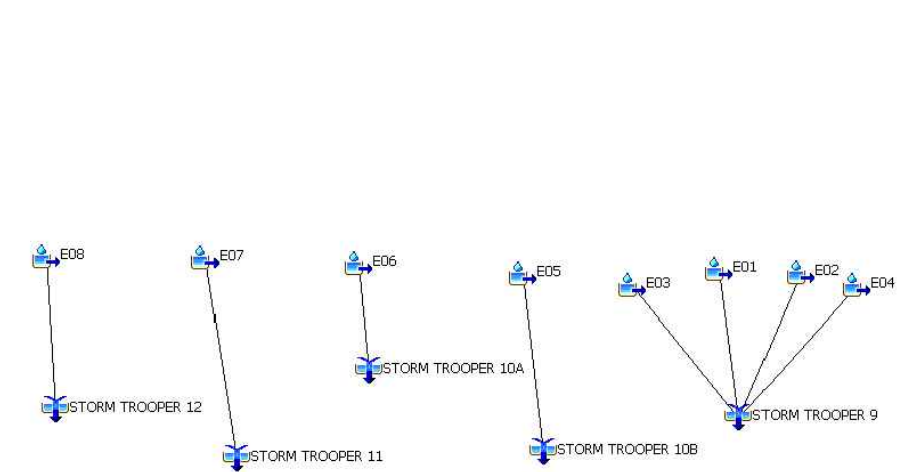 E08
E07
E06
E05
E03
E01
E02
E04
STORM TROOPER 12
STORM TROOPER 11
STORM TROOPER 10A
STORM TROOPER 10B
STORM TROOPER 9